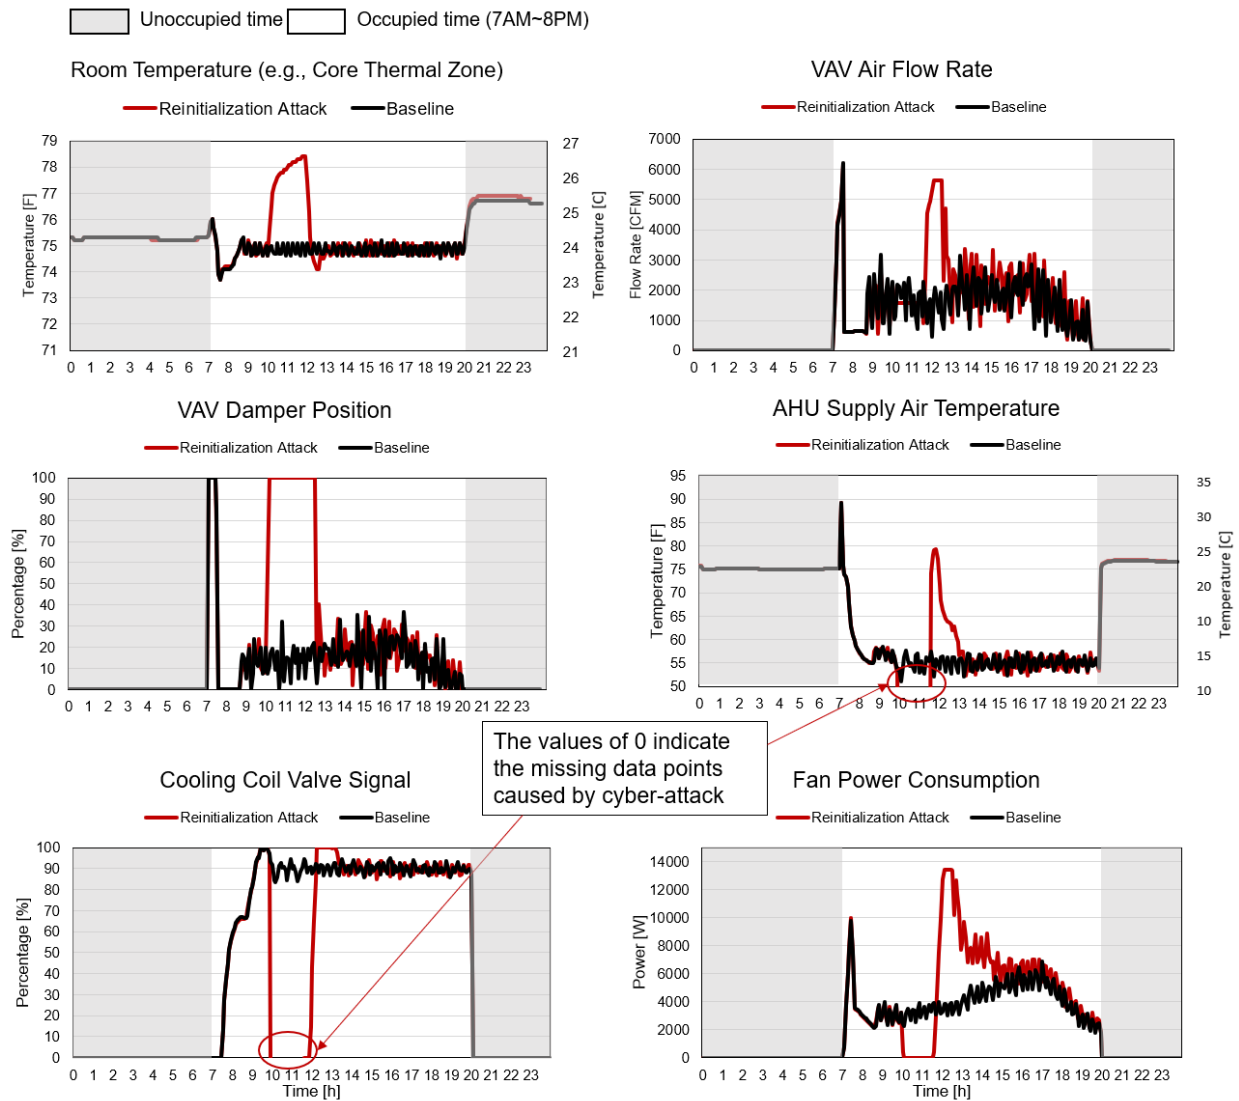 Unoccupied time
Occupied time (7AM~8PM)
Room Temperature (e.g., Core Thermal Zone)
Reinitialization Attack
Baseline
Temperature [F]
79
78
77
76
75
74
73
72
71
27
26
25
24
23
22
21
Temperature [C]
0 1 2 3 4 5 6 7 8 9 10 11 12 13 14 15 16 17 18 19 20 21 22 23
VAV Air Flow Rate
Reinitialization Attack
Baseline
Flow Rate [CFM]
7000
6000
5000
4000
3000
2000
1000
0
0 1 2 3 4 5 6 7 8 9 10 11 12 13 14 15 16 17 18 19 20 21 22 23
VAV Damper Position
Reinitialization Attack
Baseline
Percentage [%]
100
90
80
70
60
50
40
30
20
10
0
0 1 2 3 4 5 6 7 8 9 10 11 12 13 14 15 16 17 18 19 20 21 22 23
AHU Supply Air Temperature
Reinitialization Attack
Baseline
Temperature [F]
95
90
85
80
75
70
65
60
55
50
35
30
25
20
10
15
10
Temperature [C]
0 1 2 3 4 5 6 7 8 9 10 11 12 13 14 15 16 17 18 19 20 21 22 23
The values of 0 indicate
the missing data points
caused by cyber-attack
Cooling Coil Valve Signal
Reinitialization Attack
Baseline
Percentage [%]
100
90
80
70
60
50
40
30
20
10
0
0 1 2 3 4 5 6 7 8 9 10 11 12 13 14 15 16 17 18 19 20 21 22 23
Time [h]
Fan Power Consumption
Reinitialization Attack
Baseline
Power [W]
14000
12000
10000
8000
6000
4000
2000
0
0 1 2 3 4 5 6 7 8 9 10 11 12 13 14 15 16 17 18 19 20 21 22 23
Time [h]